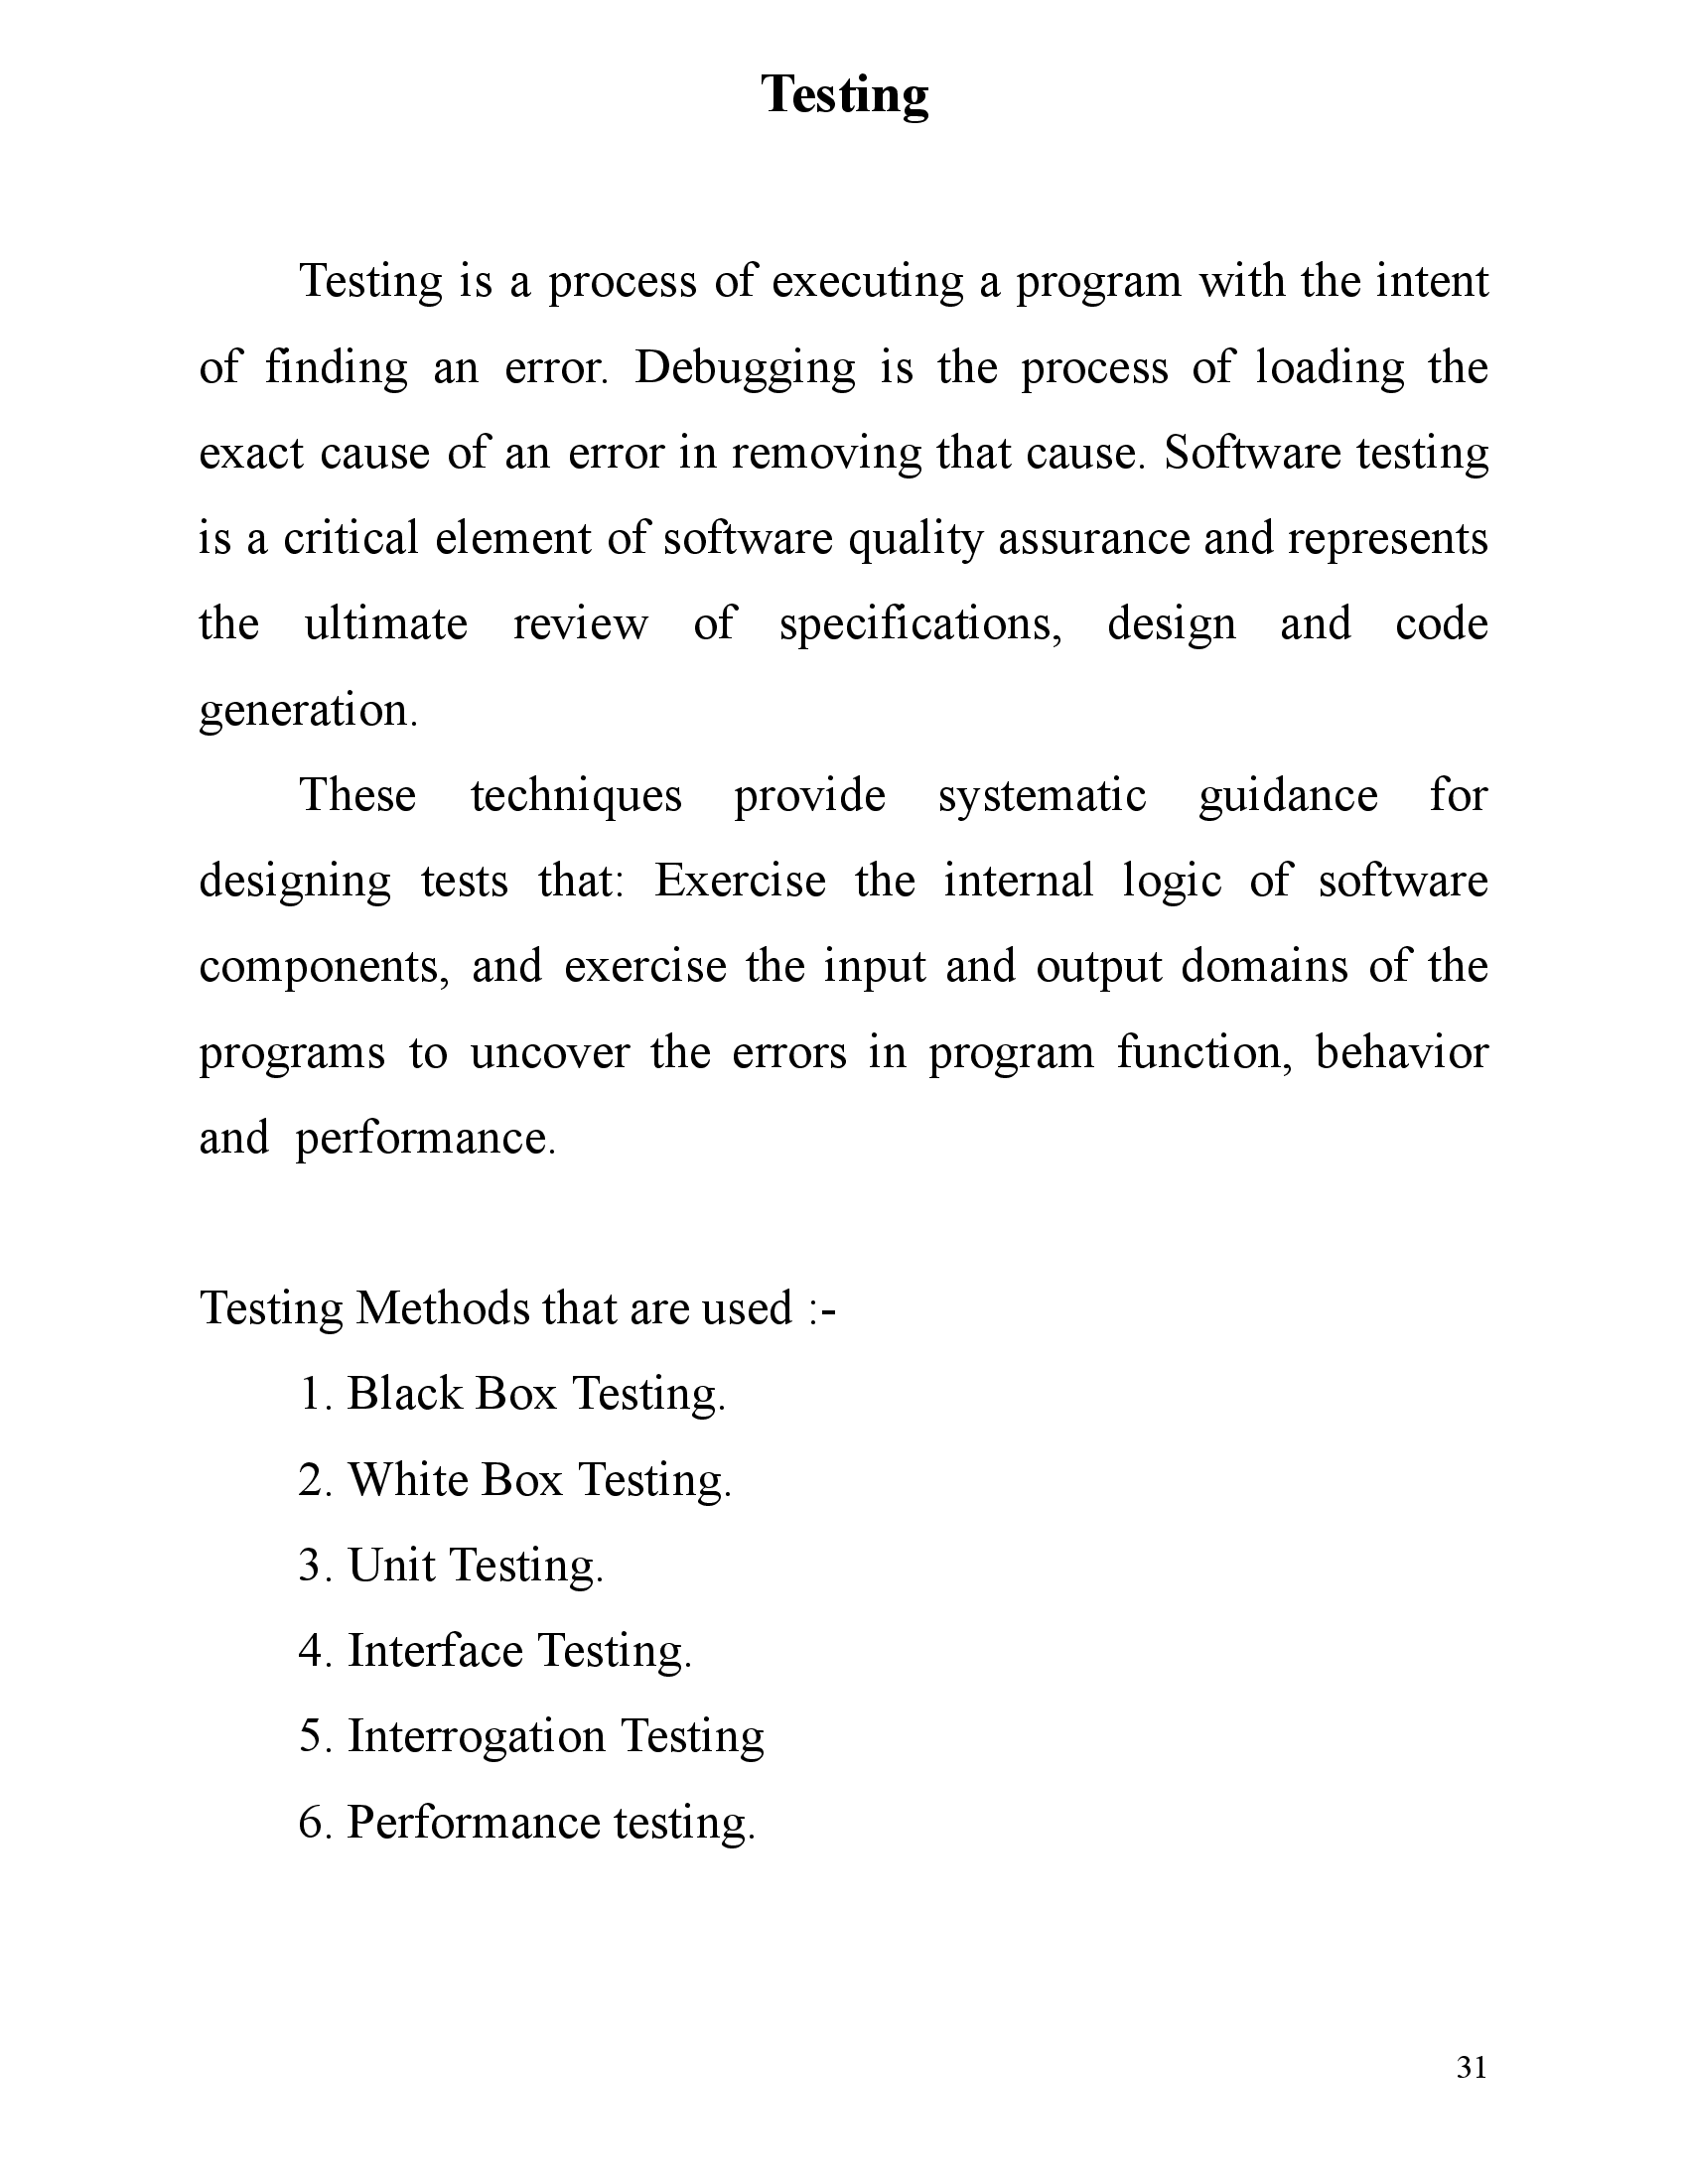 Testing
Testing is a process of executing a program with the intent
of finding an error. Debugging is the process of loading the
exact cause of an error in removing that cause. Software testing
is a critical element of software quality assurance and represents
the ultimate review of specifications, design and code
generation.
These techniques provide systematic guidance for
designing tests that: Exercise the internal logic of software
components, and exercise the input and output domains of the
programs to uncover the errors in program function, behavior
and performance.
Testing Methods that are used :-
1. Black Box Testing.
2. White Box Testing.
3. Unit Testing.
4. Interface Testing.
5. Interrogation Testing
6. Performance testing.
31